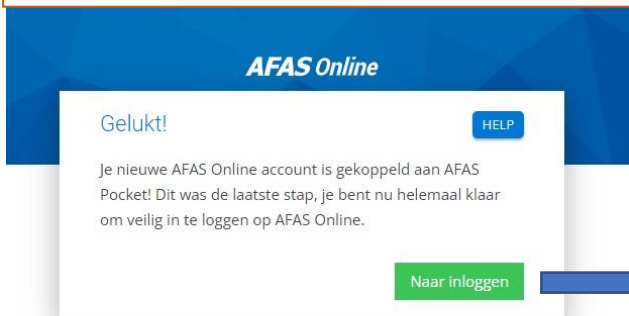 AFAS Online
Gelukt!
HELP
Je nieuwe AFAS Online account is gekoppeld aan AFAS
Pocket! Dit was de laatste stap, je bent nu helemaal klaar
om veilig in te loggen op AFAS Online.
Naar inloggen